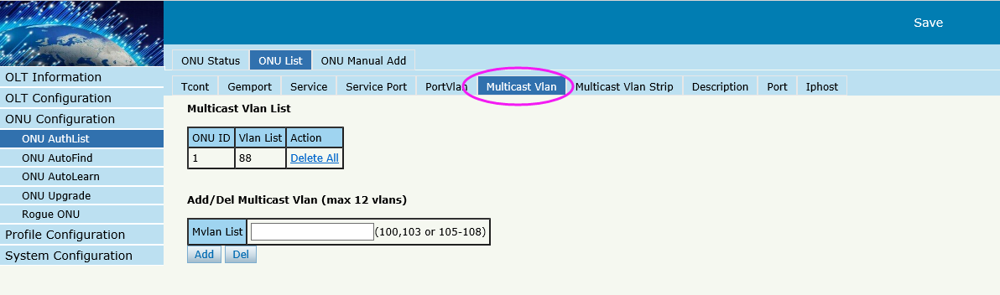 Save
ONU Status ONU List ONU Manual Add
Tcont Gemport Service Service Port PortVlan Multicast Vlan Multicast Vlan Strip Description Port Iphost
OLT Information
OLT Configuration
ONU Configuration
ONU AuthList
ONU AutoFind
ONU AutoLearn
ONU Upgrade
Rogue ONU
Profile Configuration
System Configuration
Multicast Vlan List
ONU ID Vlan List Action
1 88 Delete All
Add/Del Multicast Vlan (max 12 vlans)
Mvlan List (100,103 or 105-108)
Add Del